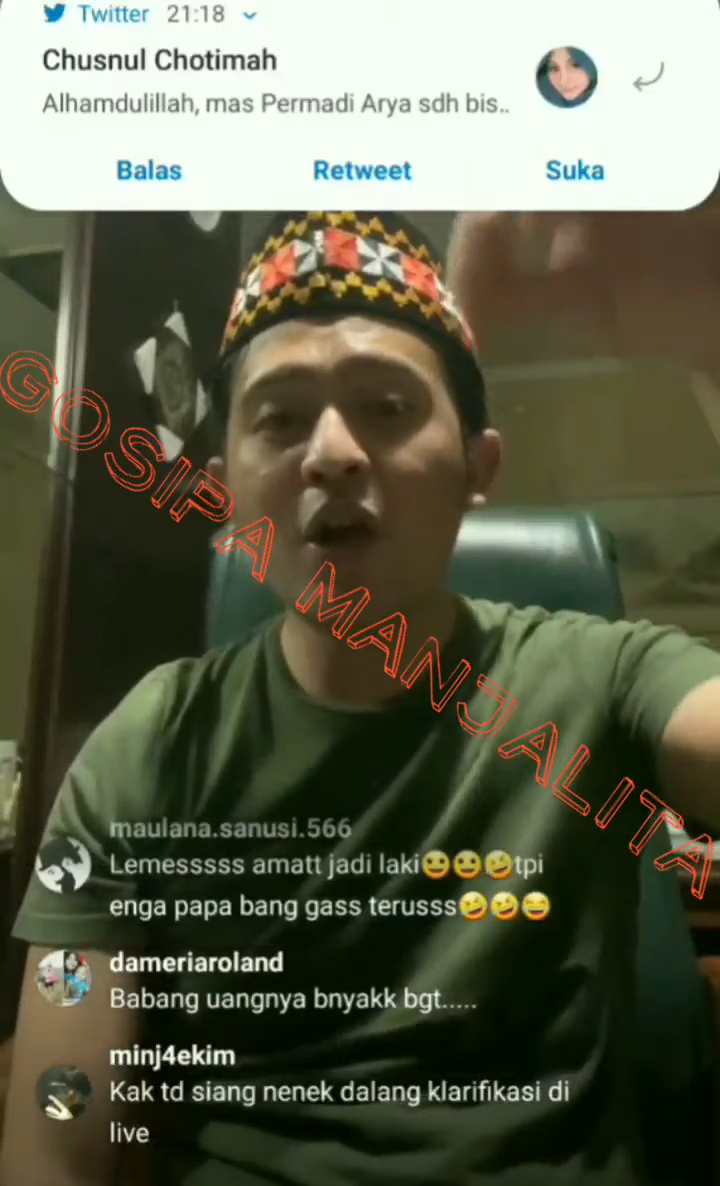 Twitter 21:18
Chusnul Chotimah
Alhamdulillah, mas Permadi Arya sdh bis..
Balas Retweet Suka
GOSIPA MANJALITA
maulana.sanusi.566
Lemesssss amatt jadi laki😀😀🤣tpi
enga papa bang gass terusss🤣🤣😄
dameriaroland
Babang uangnya bnyakk bgt.....
minj4ekim
Kak td siang nenek dalang klarifikasi di
live